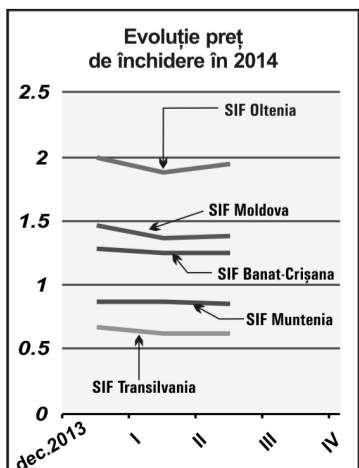 Evoluție preț
de închidere în 2014
2.5
SIF Oltenia
2
SIF Moldova
1.5
SIF Banat-Crișana
1
SIF Muntenia
0.5
SIF Transilvania
0
dec.2013 I II III IV